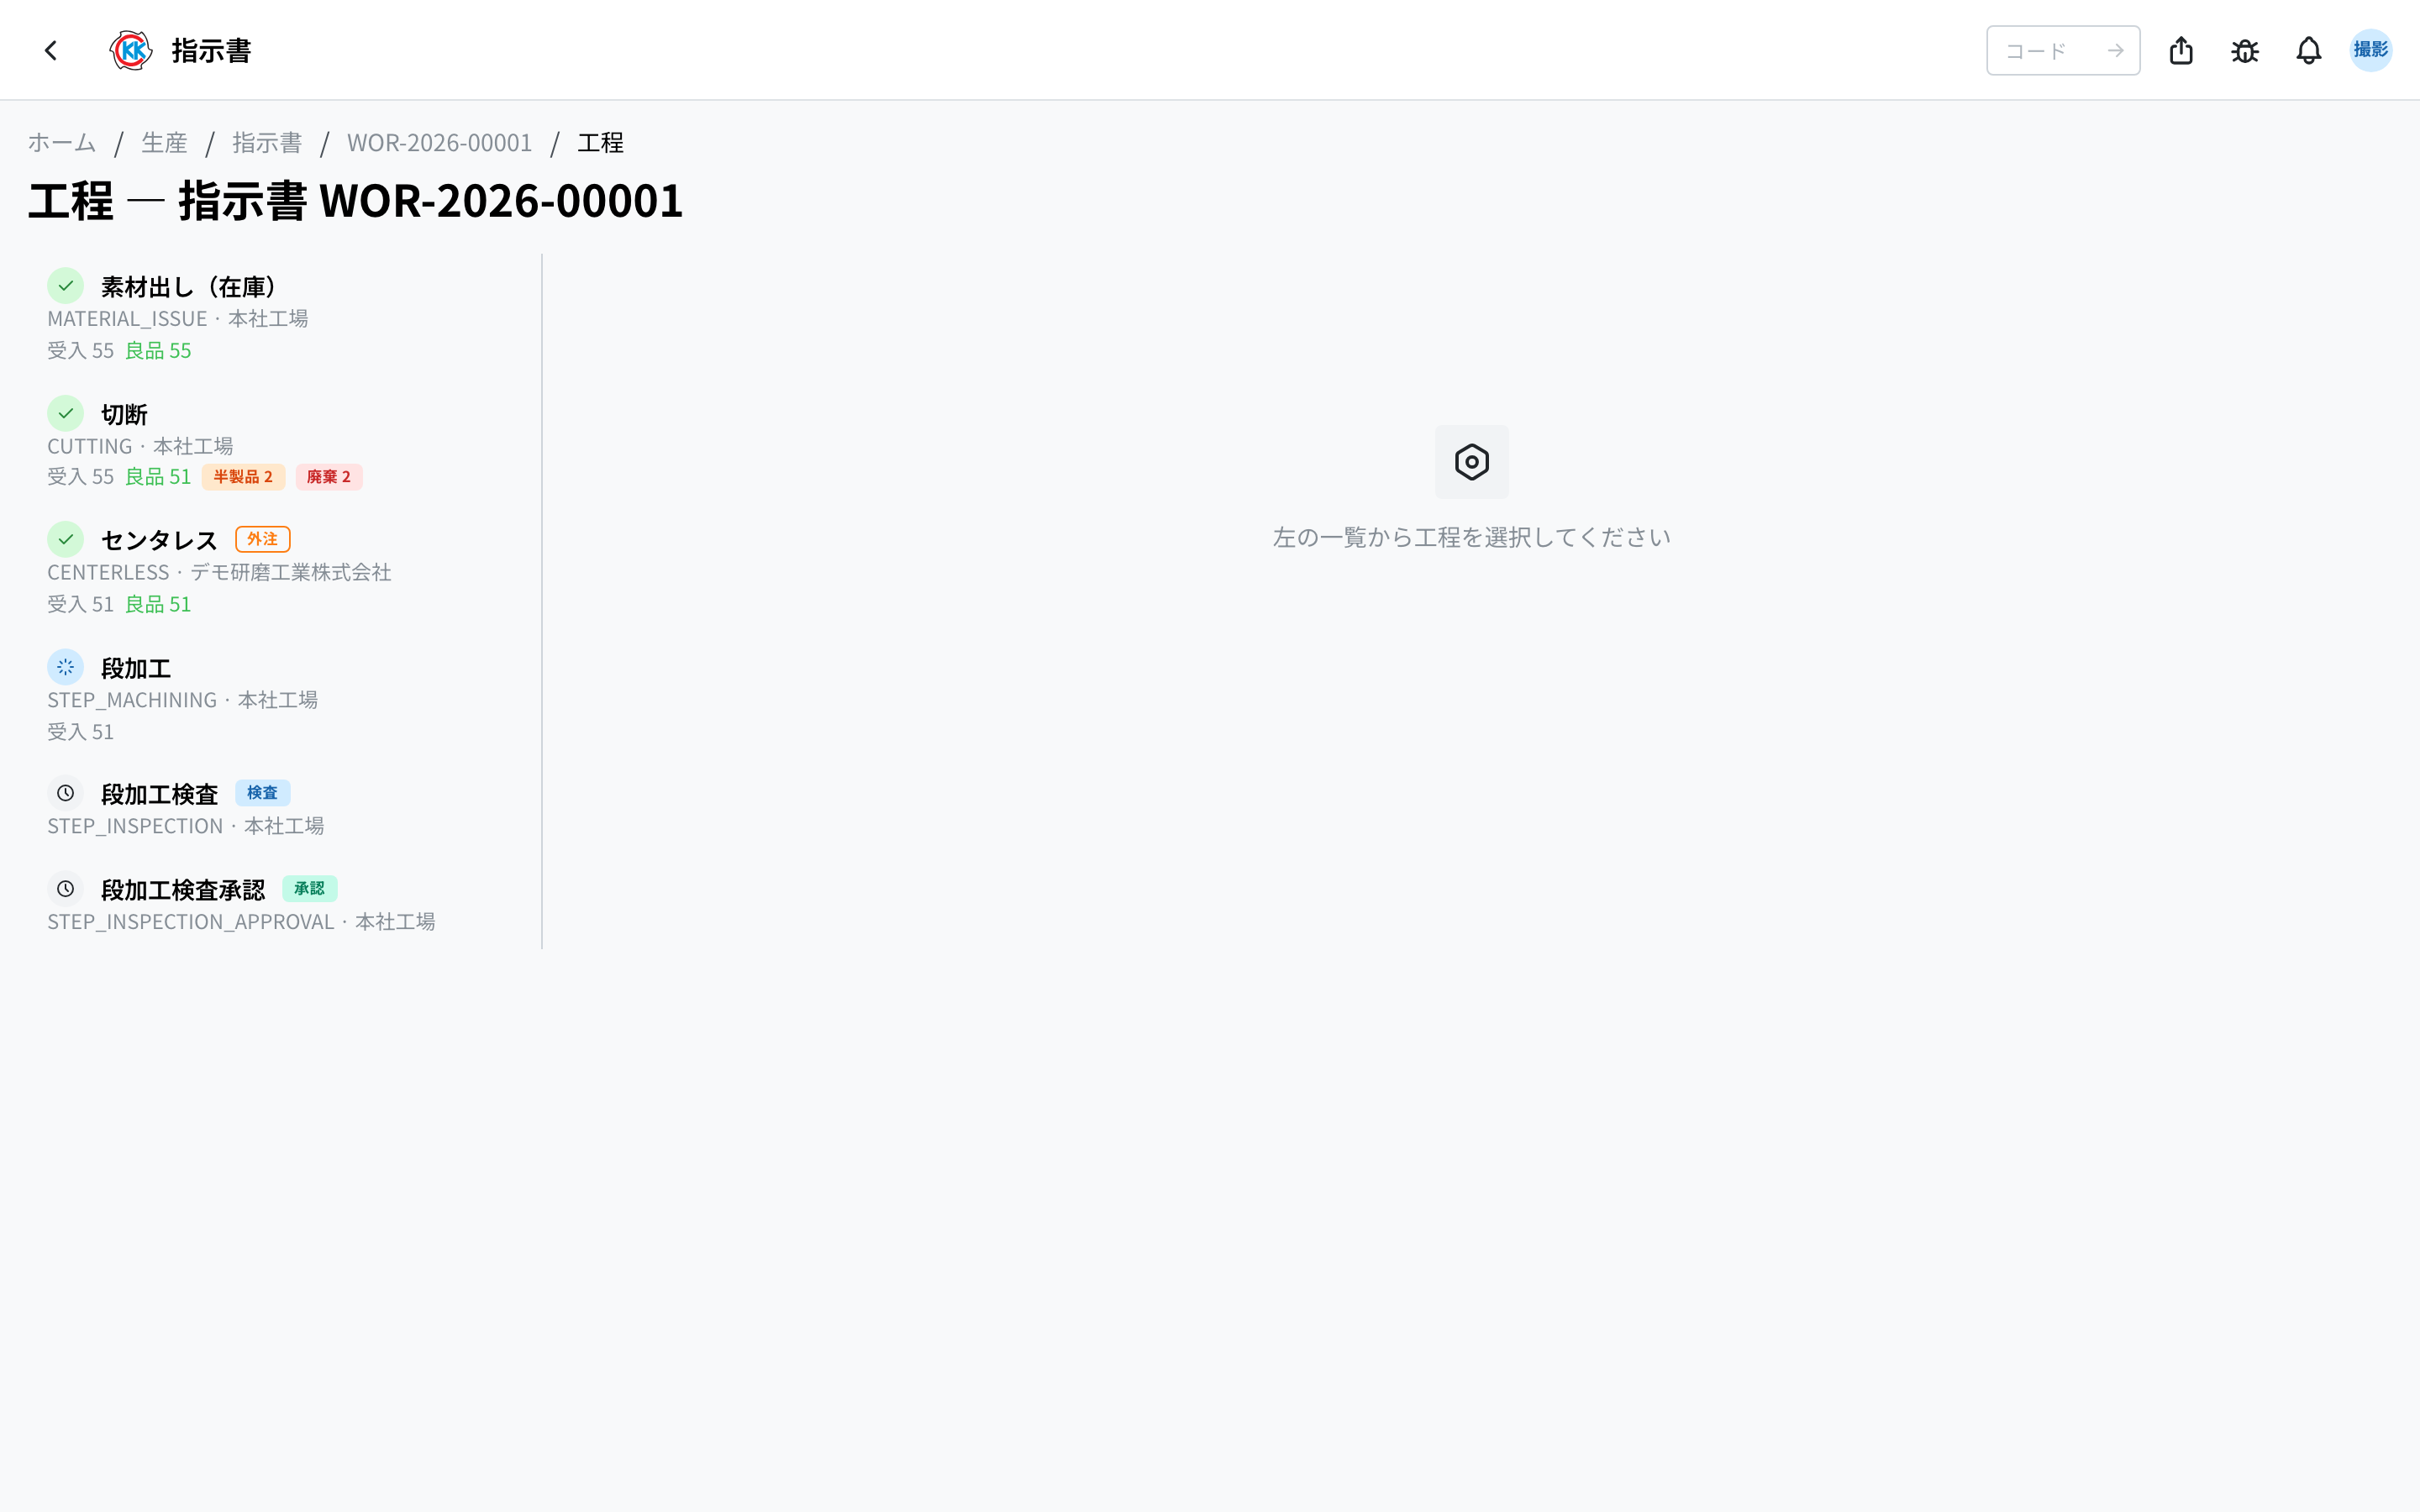 KK 指示書
コード
撮影
ホーム / 生産 / 指示書 / WOR-2026-00001 / 工程
工程 — 指示書 WOR-2026-00001
素材出し（在庫）
MATERIAL_ISSUE · 本社工場
受入 55 良品 55
切断
CUTTING · 本社工場
受入 55 良品 51 半製品 2 廃棄 2
センタレス 外注
CENTERLESS · デモ研磨工業株式会社
受入 51 良品 51
段加工
STEP_MACHINING · 本社工場
受入 51
段加工検査 検査
STEP_INSPECTION · 本社工場
段加工検査承認 承認
STEP_INSPECTION_APPROVAL · 本社工場
左の一覧から工程を選択してください